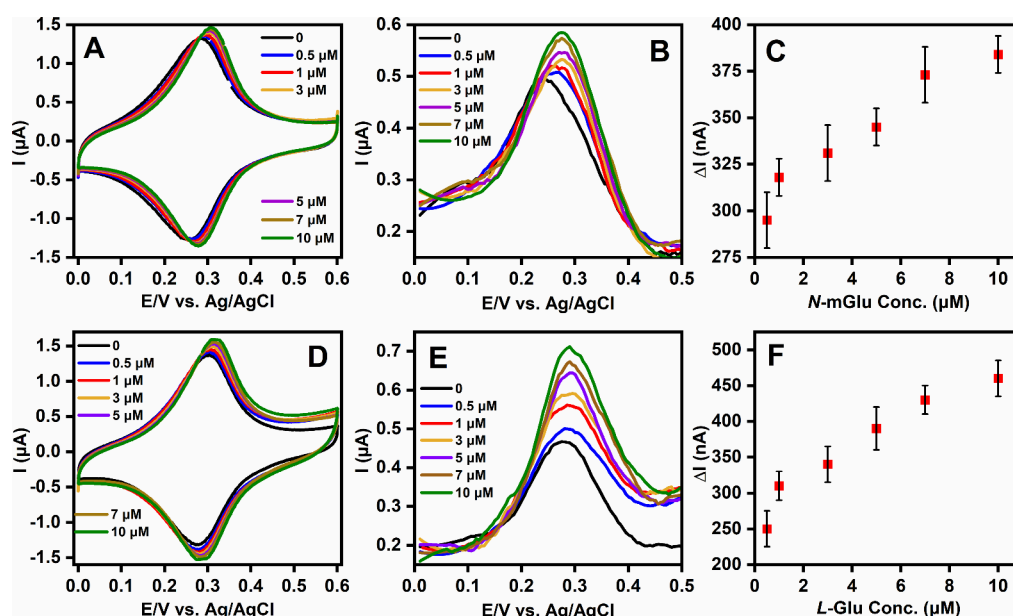 A
0
0.5 µM
1 µM
3 µM
5 µM
7 µM
10 µM
1.5
1.0
0.5
0.0
-0.5
-1.0
-1.5
I (µA)
0.0 0.1 0.2 0.3 0.4 0.5 0.6
E/V vs. Ag/AgCl
B
0
0.5 µM
1 µM
3 µM
5 µM
7 µM
10 µM
0.6
0.5
0.4
0.3
0.2
I (µA)
0.0 0.1 0.2 0.3 0.4 0.5
E/V vs. Ag/AgCl
C
400
375
350
325
300
275
ΔI (nA)
0 2 4 6 8 10
N-mGlu Conc. (µM)
D
0
0.5 µM
1 µM
3 µM
5 µM
7 µM
10 µM
1.5
1.0
0.5
0.0
-0.5
-1.0
-1.5
I (µA)
0.0 0.1 0.2 0.3 0.4 0.5 0.6
E/V vs. Ag/AgCl
E
0
0.5 µM
1 µM
3 µM
5 µM
7 µM
10 µM
0.7
0.6
0.5
0.4
0.3
0.2
I (µA)
0.0 0.1 0.2 0.3 0.4 0.5
E/V vs. Ag/AgCl
F
500
450
400
350
300
250
200
ΔI (nA)
0 2 4 6 8 10
L-Glu Conc. (µM)